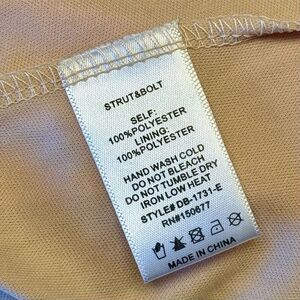 STRUT&BOLT
SELF:
100%POLYESTER
LINING:
100%POLYESTER
HAND WASH COLD
DO NOT BLEACH
DO NOT TUMBLE DRY
IRON LOW HEAT
STYLE# DB-1731-E
RN#150677
MADE IN CHINA